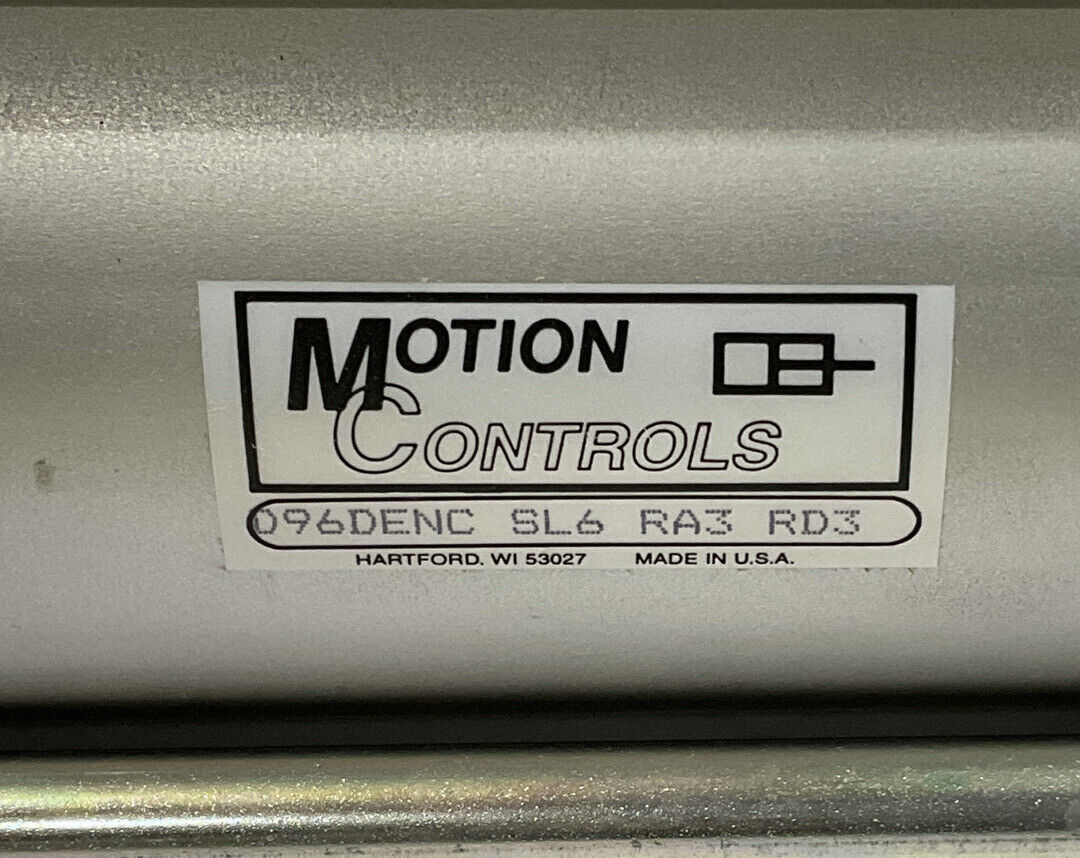 MOTION
CONTROLS
096DENC SL6 RA3 RD3
HARTFORD. WI 53027 MADE IN U.S.A.